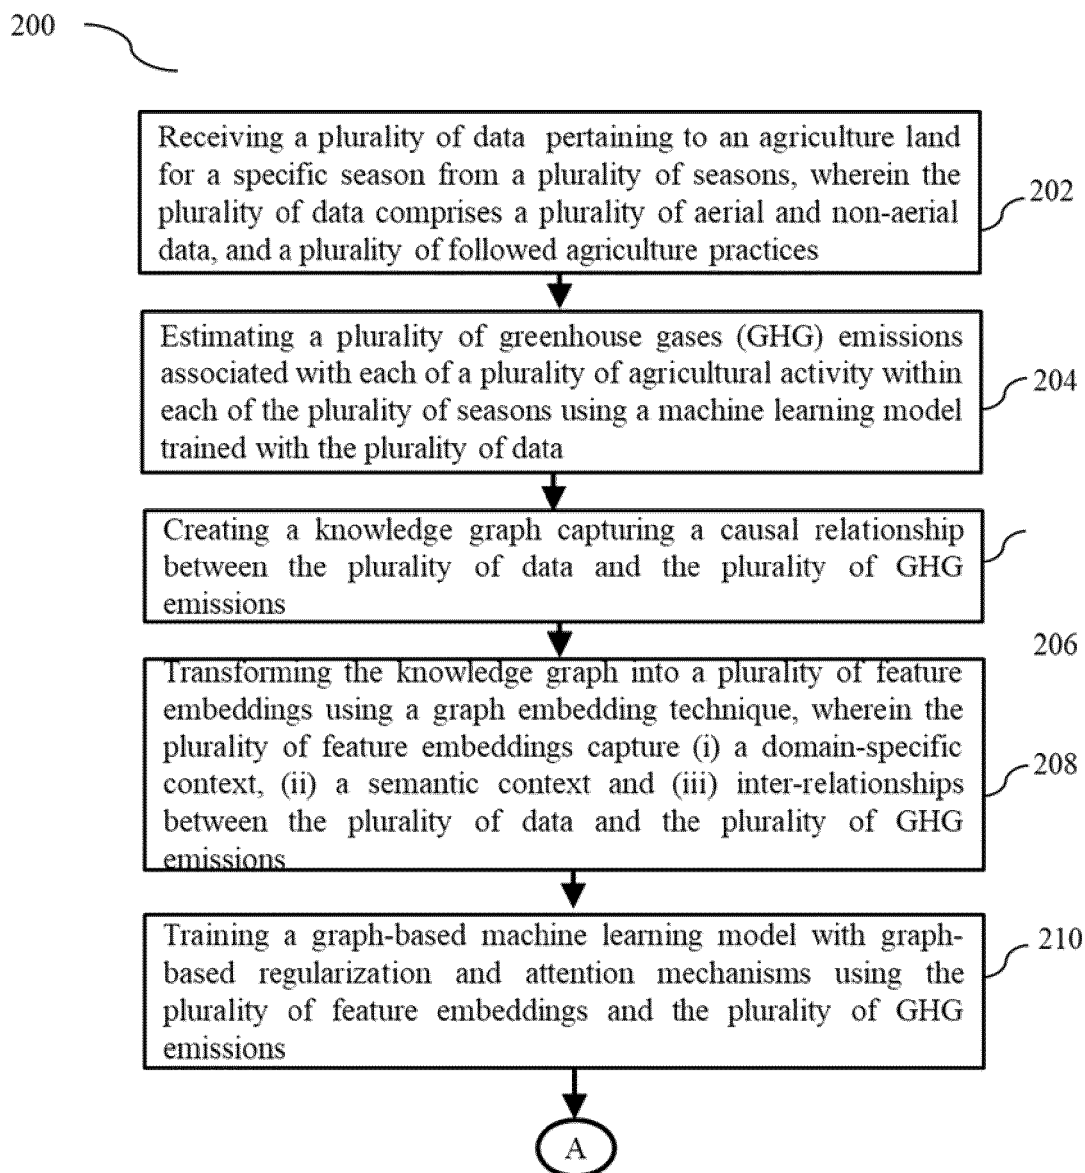 200
Receiving a plurality of data pertaining to an agriculture land
for a specific season from a plurality of seasons, wherein the
plurality of data comprises a plurality of aerial and non-aerial
data, and a plurality of followed agriculture practices
202
Estimating a plurality of greenhouse gases (GHG) emissions
associated with each of a plurality of agricultural activity within
each of the plurality of seasons using a machine learning model
trained with the plurality of data
204
Creating a knowledge graph capturing a causal relationship
between the plurality of data and the plurality of GHG
emissions
206
Transforming the knowledge graph into a plurality of feature
embeddings using a graph embedding technique, wherein the
plurality of feature embeddings capture (i) a domain-specific
context, (ii) a semantic context and (iii) inter-relationships
between the plurality of data and the plurality of GHG
emissions
208
Training a graph-based machine learning model with graph-
based regularization and attention mechanisms using the
plurality of feature embeddings and the plurality of GHG
emissions
210
A